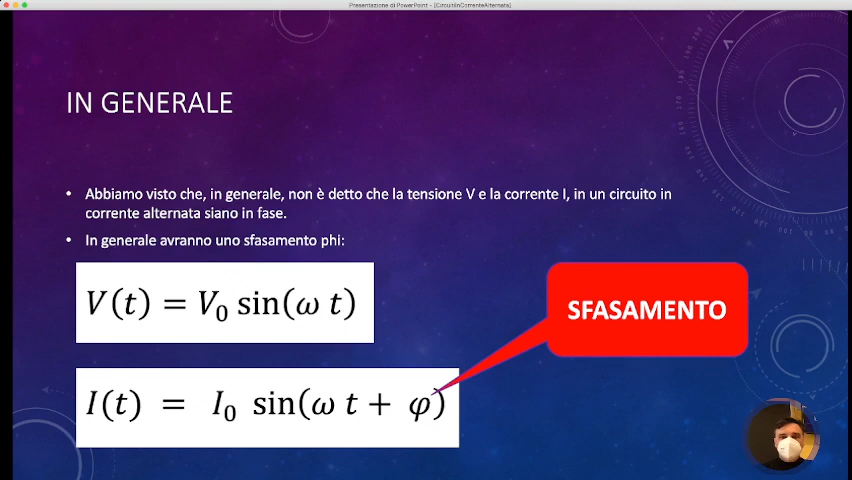 Presentazione di PowerPoint - [CircuitiInCorrenteAlternata]
IN GENERALE
• Abbiamo visto che, in generale, non è detto che la tensione V e la corrente I, in un circuito in
corrente alternata siano in fase.
• In generale avranno uno sfasamento phi:
V(t) = V₀ sin(ω t)
SFASAMENTO
I(t) = I₀ sin(ω t + φ)